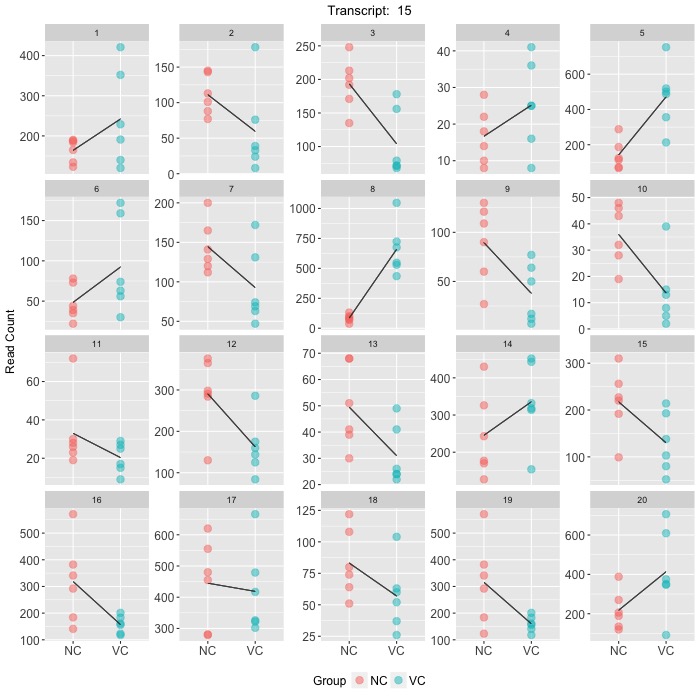 Transcript: 15
1 2 3 4 5
400 150 250 40 600
200 100 200 30 400
50 150 20 200
0 100 10
6 7 8 9 10
150 200 1000 100 50
100 150 750 50 40
50 100 500 30
50 250 20
0 10
0
Read Count
11 12 13 14 15
60 300 70 400 300
40 200 60 300 200
20 100 50 200 100
40
30
20
16 17 18 19 20
500 600 125 500 600
400 500 100 400 400
300 400 75 300 200
200 300 50 200
100 25 100
NC VC NC VC NC VC NC VC NC VC
Group NC VC